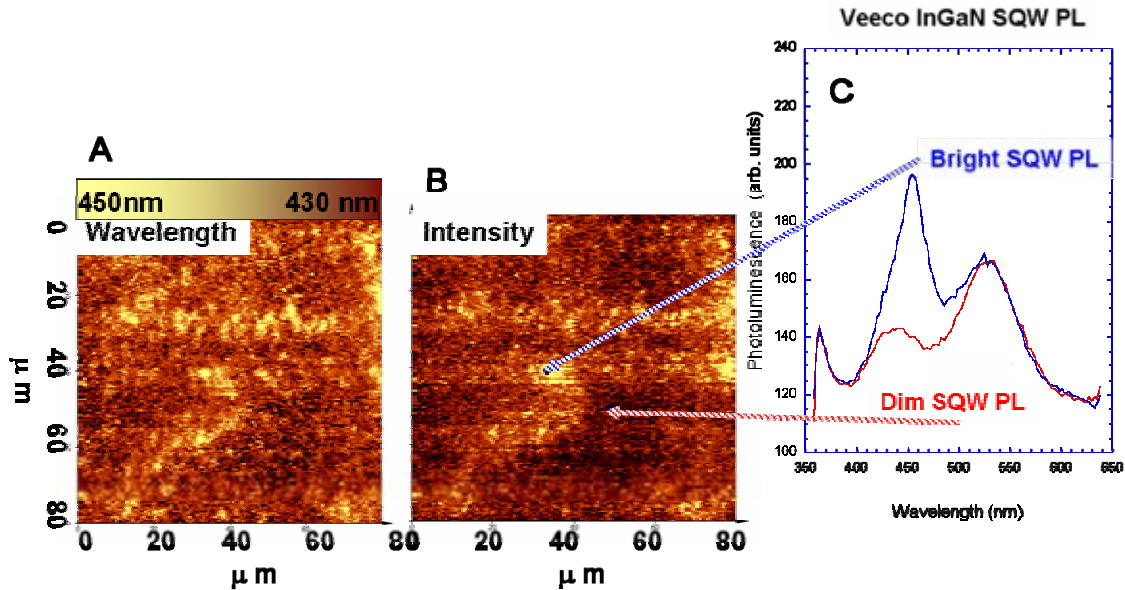 Veeco InGaN SQW PL
A
450nm 430 nm
Wavelength
0
20
40
60
80
μ m
0 20 40 60 80
μ m
B
Intensity
0 20 40 60 80
μ m
C
Photoluminescence (arb. units)
240
220
200
180
160
140
120
100
Bright SQW PL
Dim SQW PL
350 400 450 500 550 600 650
Wavelength (nm)